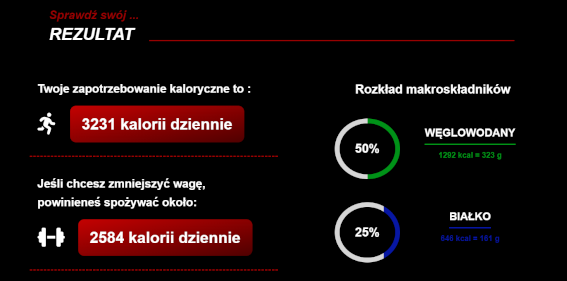 Sprawdź swój ...
REZULTAT
Twoje zapotrzebowanie kaloryczne to :
3231 kalorii dziennie
Jeśli chcesz zmniejszyć wagę,
powinieneś spożywać około:
2584 kalorii dziennie
Rozkład makroskładników
50%
WĘGLOWODANY
1292 kcal = 323 g
25%
BIAŁKO
646 kcal = 161 g